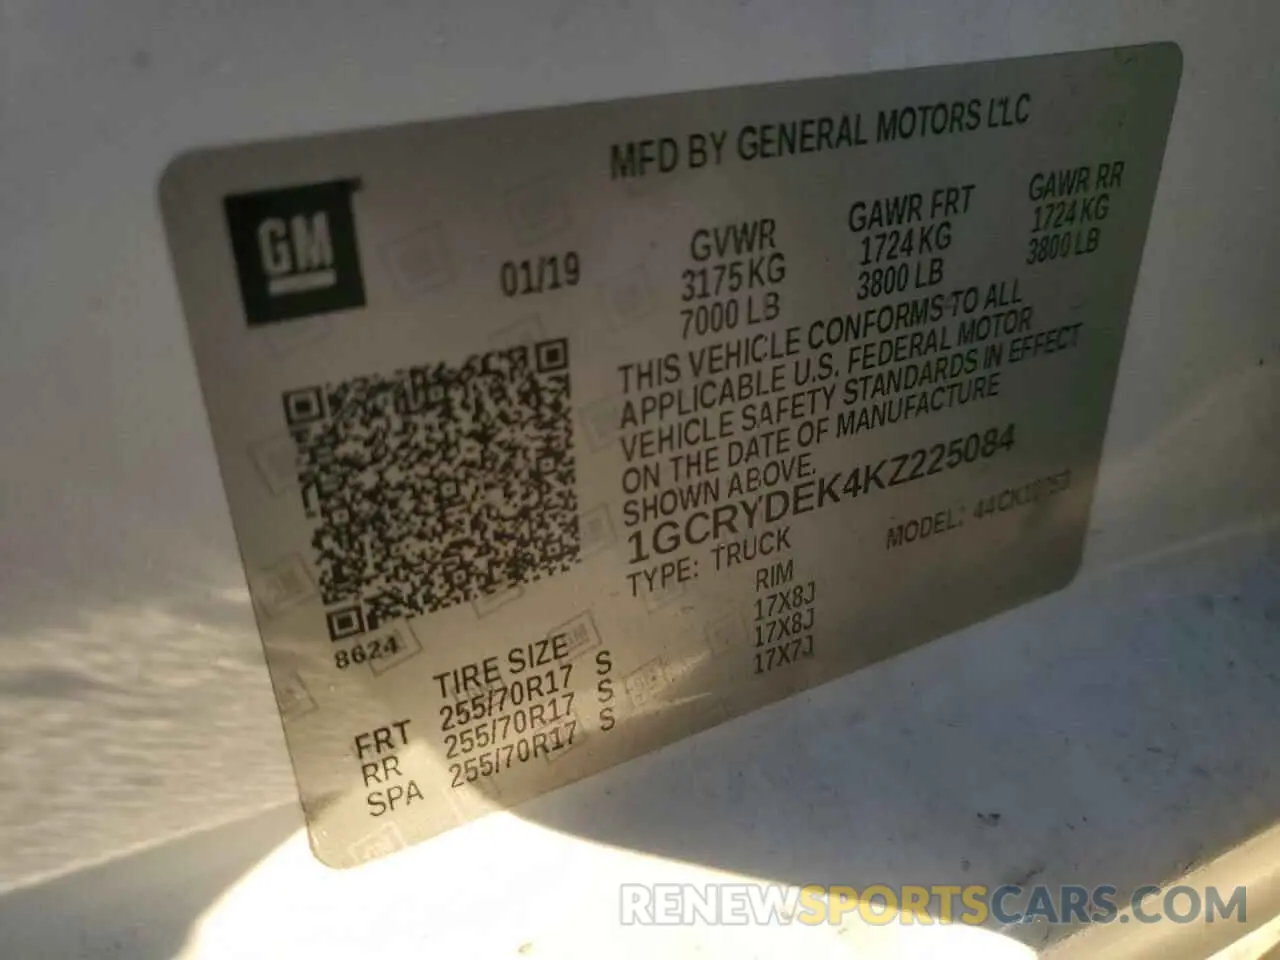 MFD BY GENERAL MOTORS LLC
GM
01/19
GVWR GAWR FRT GAWR RR
3175 KG 1724 KG 1724 KG
7000 LB 3800 LB 3800 LB
THIS VEHICLE CONFORMS TO ALL
APPLICABLE U.S. FEDERAL MOTOR
VEHICLE SAFETY STANDARDS IN EFFECT
ON THE DATE OF MANUFACTURE
SHOWN ABOVE.
1GCRYDEK4KZ225084
TYPE: TRUCK MODEL:
8624
TIRE SIZE RIM
FRT 255/70R17 S 17X8J
RR 255/70R17 S 17X8J
SPA 255/70R17 S 17X7J
RENEWSPORTSCARS.COM